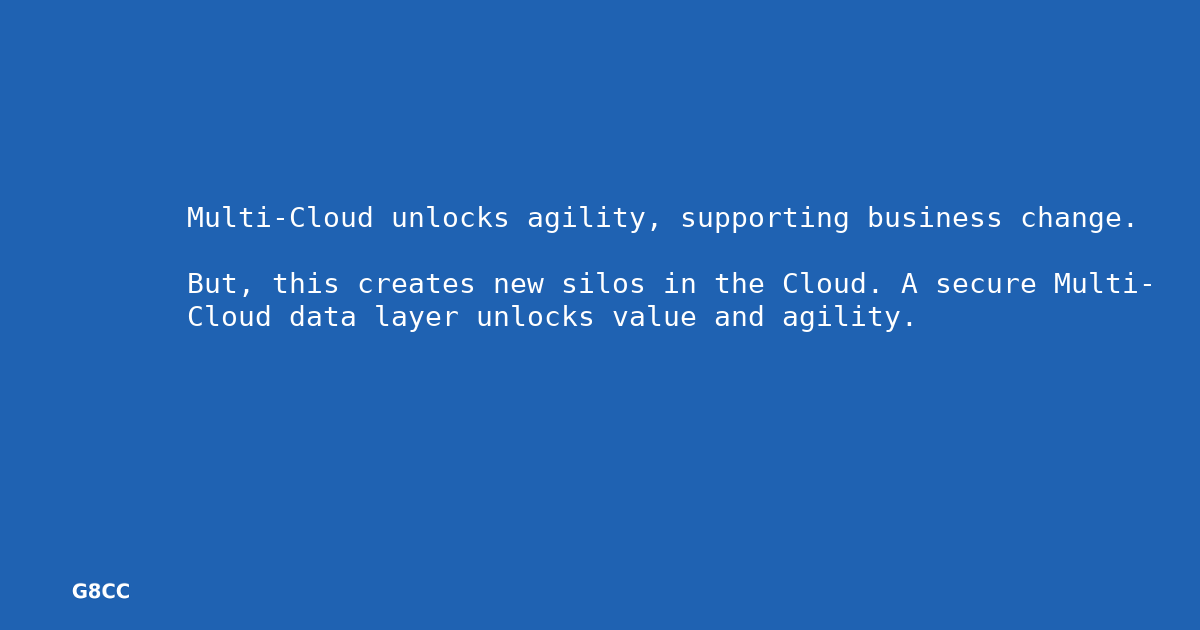 Multi-Cloud unlocks agility, supporting business change.
But, this creates new silos in the Cloud. A secure Multi-
Cloud data layer unlocks value and agility.
G8CC